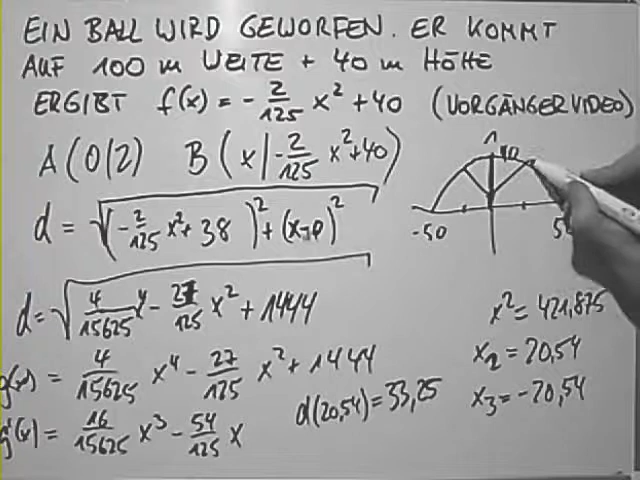 EIN BALL WIRD GEWORFEN. ER KOMMT
AUF 100 m WEITE + 40 m HÖHE
ERGIBT f(x) = - 2/125 x² + 40 (VORGÄNGERVIDEO)
A (0|2) B (x | - 2/125 x² + 40)
d = √((- 2/125 x² + 38)² + (x-0)²)
1
40
-50
d = √(4/15625 x⁴ - 27/125 x² + 1444)
g(x) = 4/15625 x⁴ - 27/125 x² + 1444
g'(x) = 16/15625 x³ - 54/125 x
d(20,54) = 33,25
x² = 421,875
x₂ = 20,54
x₃ = -20,54